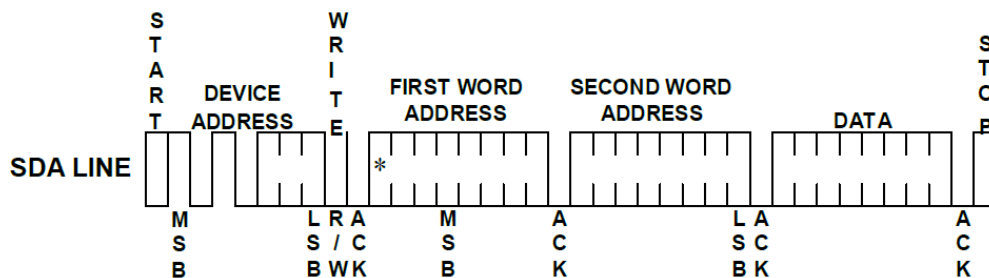 START
WRITE
STOP
DEVICE
ADDRESS
FIRST WORD
ADDRESS
SECOND WORD
ADDRESS
DATA
SDA LINE
*
MSB
LSB
R/W
ACK
MSB
ACK
LSB
ACK
ACK